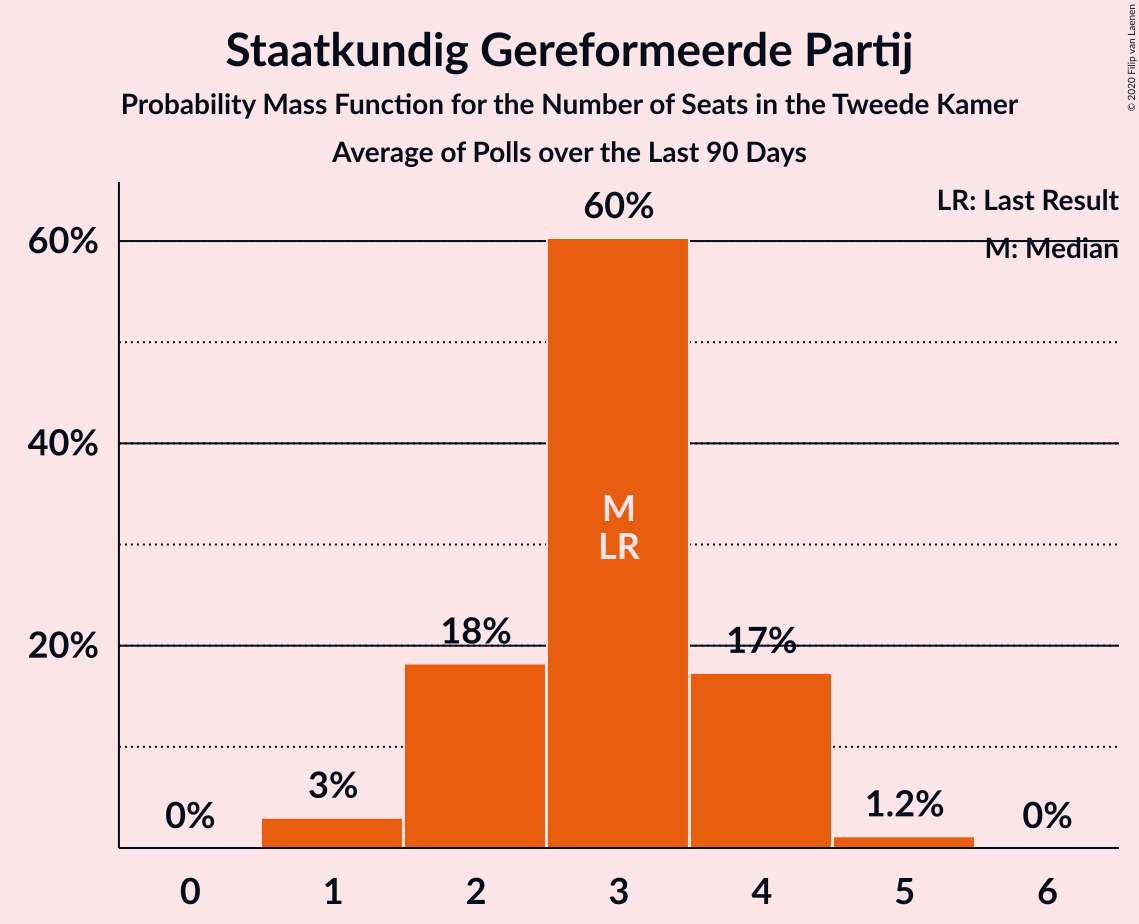 Staatkundig Gereformeerde Partij
Probability Mass Function for the Number of Seats in the Tweede Kamer
Average of Polls over the Last 90 Days
© 2020 Filip van Laenen
LR: Last Result
M: Median
60%
40%
20%
0%
3%
18%
60%
M
LR
17%
1.2%
0%
0 1 2 3 4 5 6